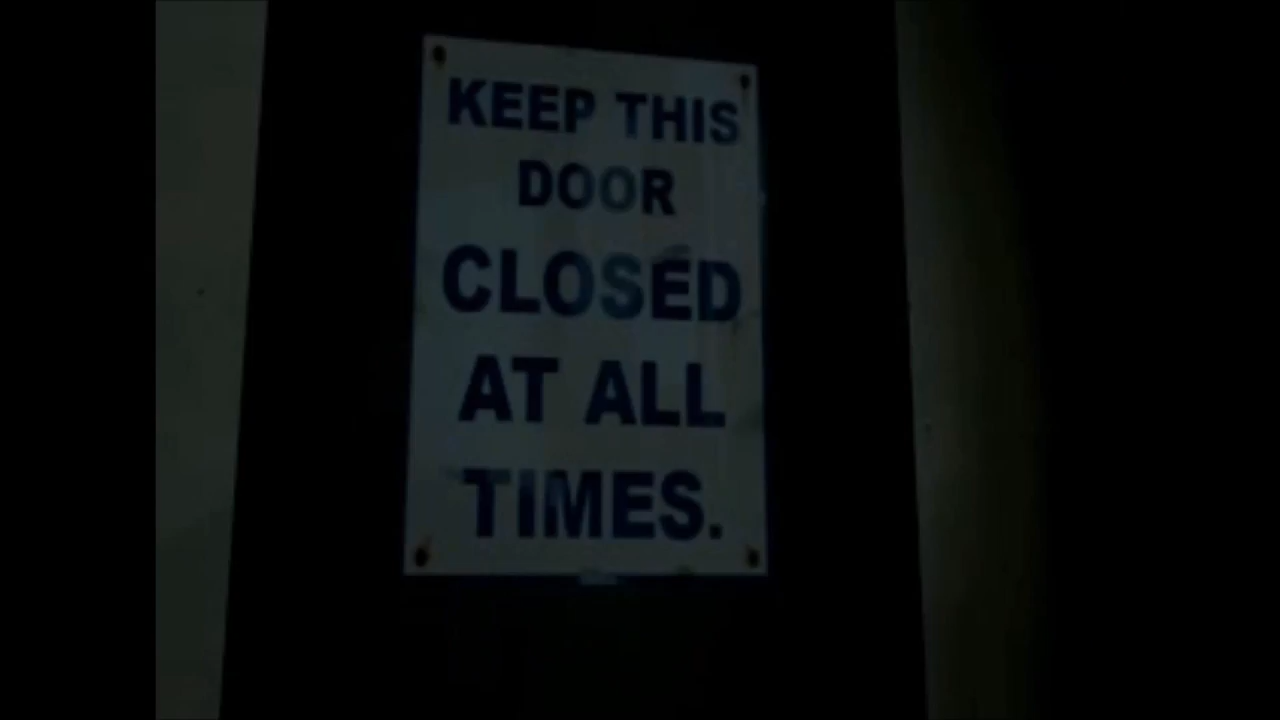 KEEP THIS
DOOR
CLOSED
AT ALL
TIMES.